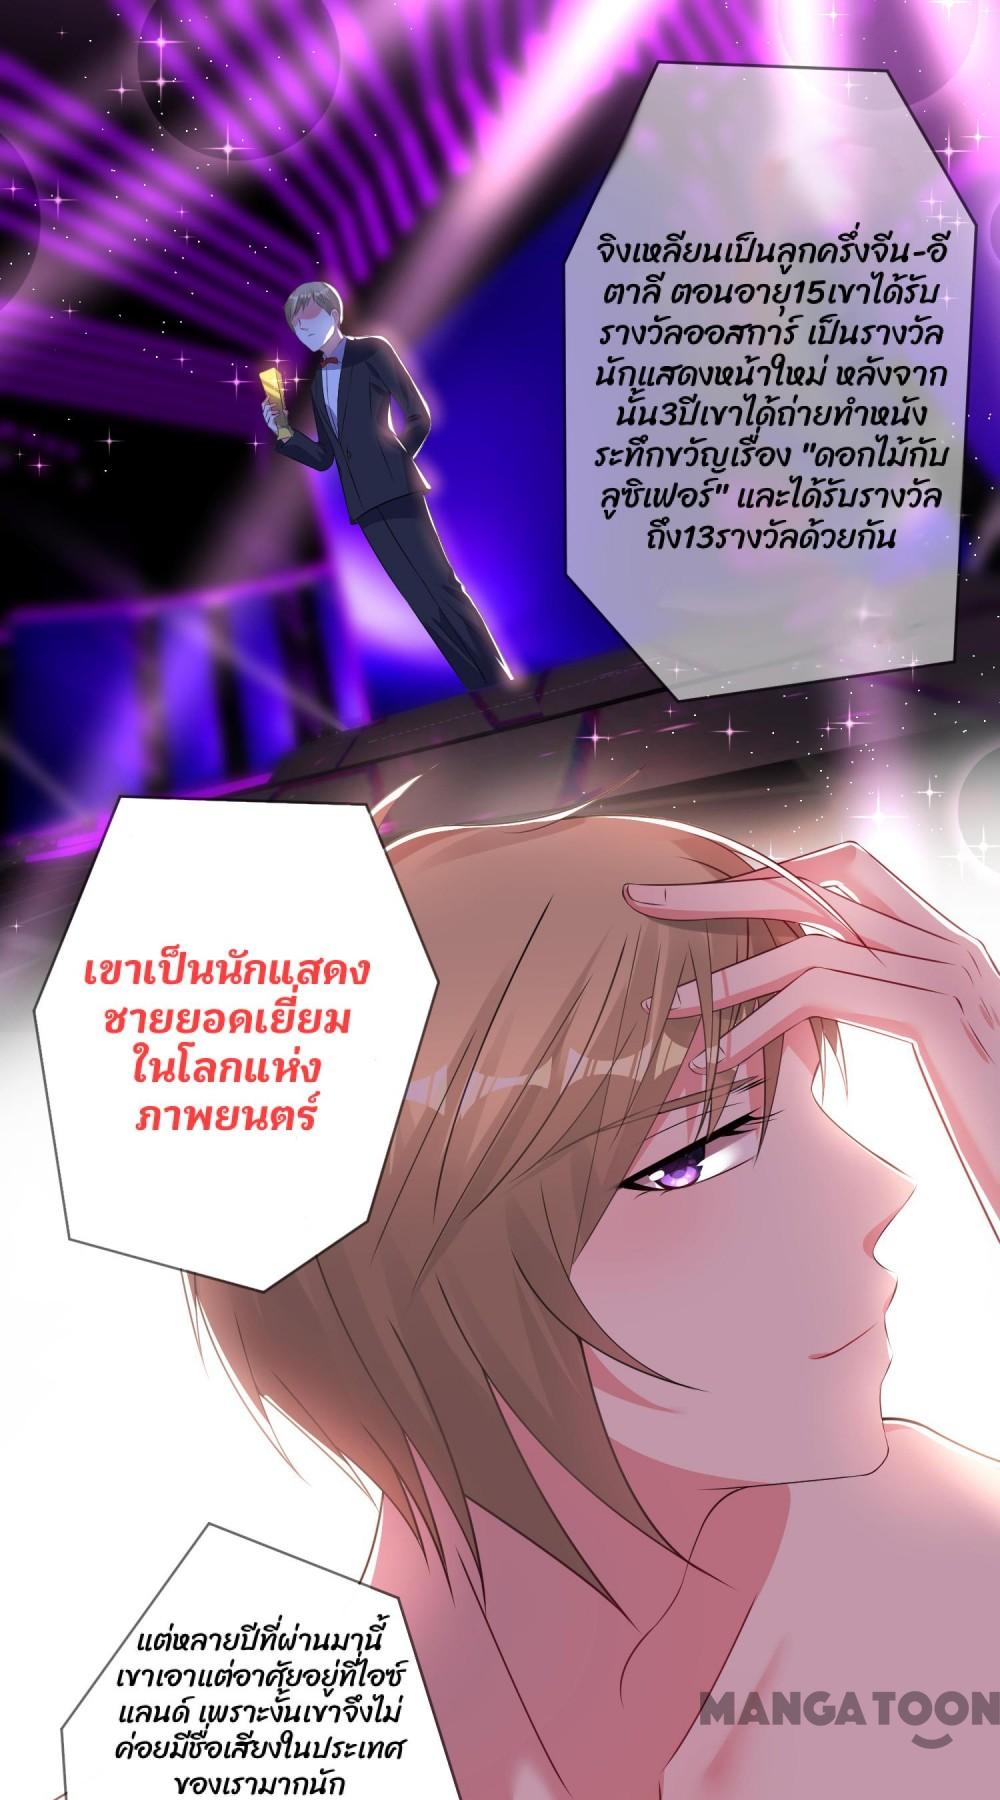 จิงเหลียนเป็นลูกครึ่งจีน-อี
ตาลี ตอนอายุ15เขาได้รับ
รางวัลออสการ์ เป็นรางวัล
นักแสดงหน้าใหม่ หลังจาก
นั้น3ปีเขาได้ถ่ายทำหนัง
ระทึกขวัญเรื่อง "ดอกไม้กับ
ลูซิเฟอร์" และได้รับรางวัล
ถึง13รางวัลด้วยกัน
เขาเป็นนักแสดง
ชายยอดเยี่ยม
ในโลกแห่ง
ภาพยนตร์
แต่หลายปีที่ผ่านมานี้
เขาเอาแต่อาศัยอยู่ที่ไอซ์
แลนด์ เพราะงั้นเขาจึงไม่
ค่อยมีชื่อเสียงในประเทศ
ของเรามากนัก
MANGATOON